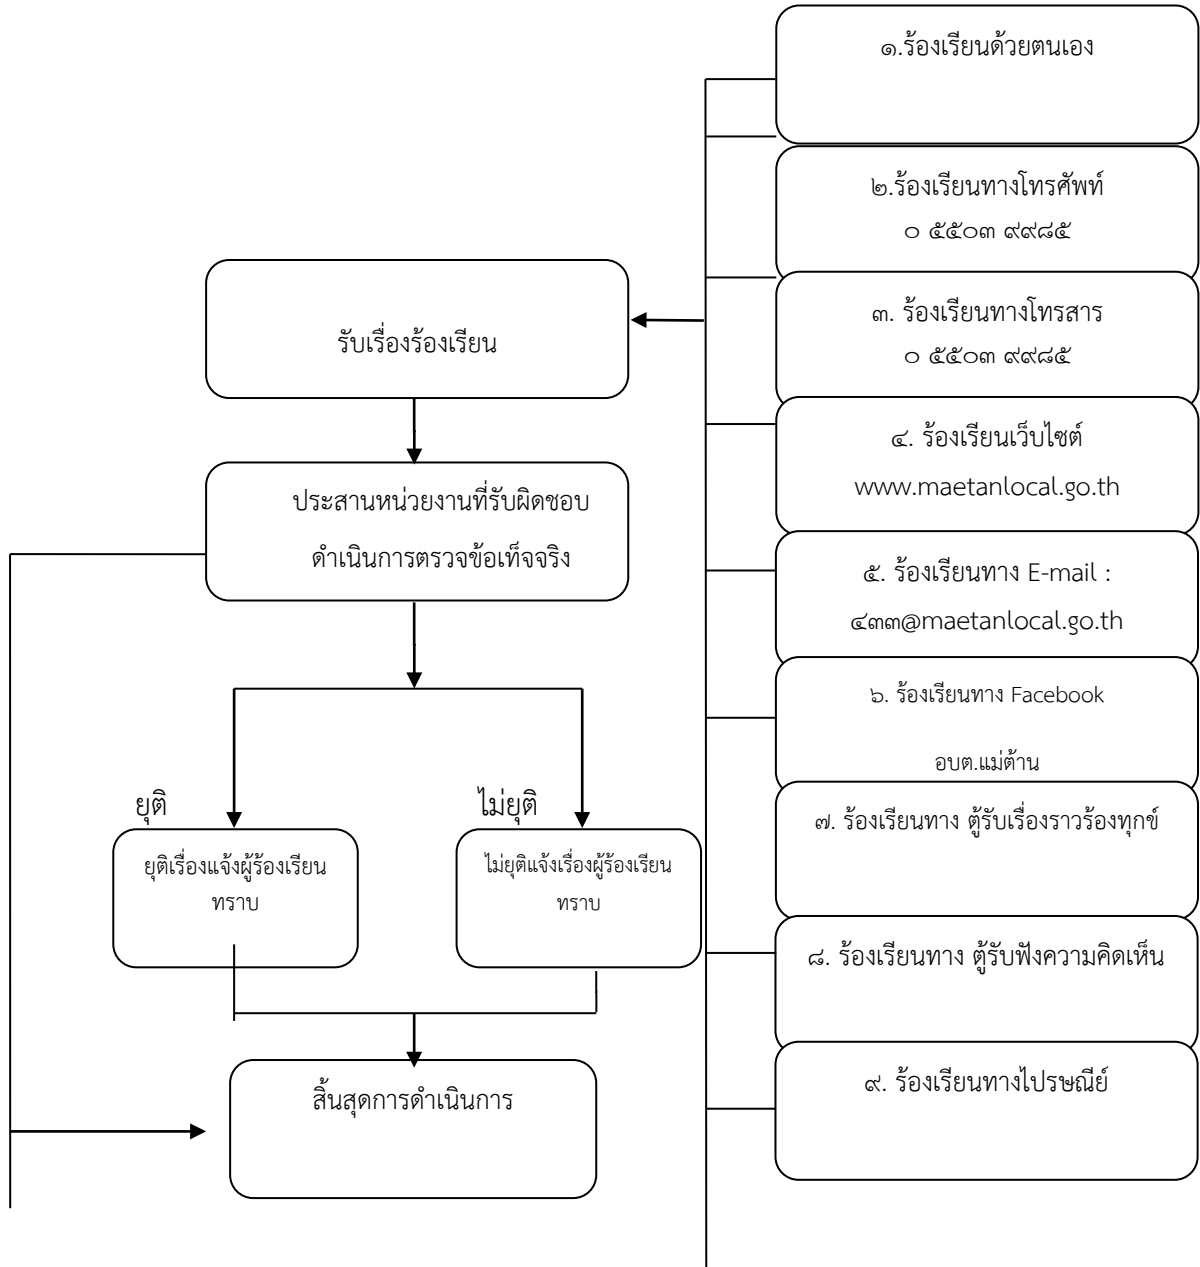 ๑.ร้องเรียนด้วยตนเอง
๒.ร้องเรียนทางโทรศัพท์
๐ ๕๕๐๓ ๙๙๘๕
๓. ร้องเรียนทางโทรสาร
๐ ๕๕๐๓ ๙๙๘๕
๔. ร้องเรียนเว็บไซต์
www.maetanlocal.go.th
๕. ร้องเรียนทาง E-mail :
๔๓๓@maetanlocal.go.th
๖. ร้องเรียนทาง Facebook
อบต.แม่ต้าน
๗. ร้องเรียนทาง ตู้รับเรื่องราวร้องทุกข์
๘. ร้องเรียนทาง ตู้รับฟังความคิดเห็น
๙. ร้องเรียนทางไปรษณีย์
รับเรื่องร้องเรียน
ประสานหน่วยงานที่รับผิดชอบ
ดำเนินการตรวจข้อเท็จจริง
ยุติ
ยุติเรื่องแจ้งผู้ร้องเรียน
ทราบ
ไม่ยุติ
ไม่ยุติแจ้งเรื่องผู้ร้องเรียน
ทราบ
สิ้นสุดการดำเนินการ